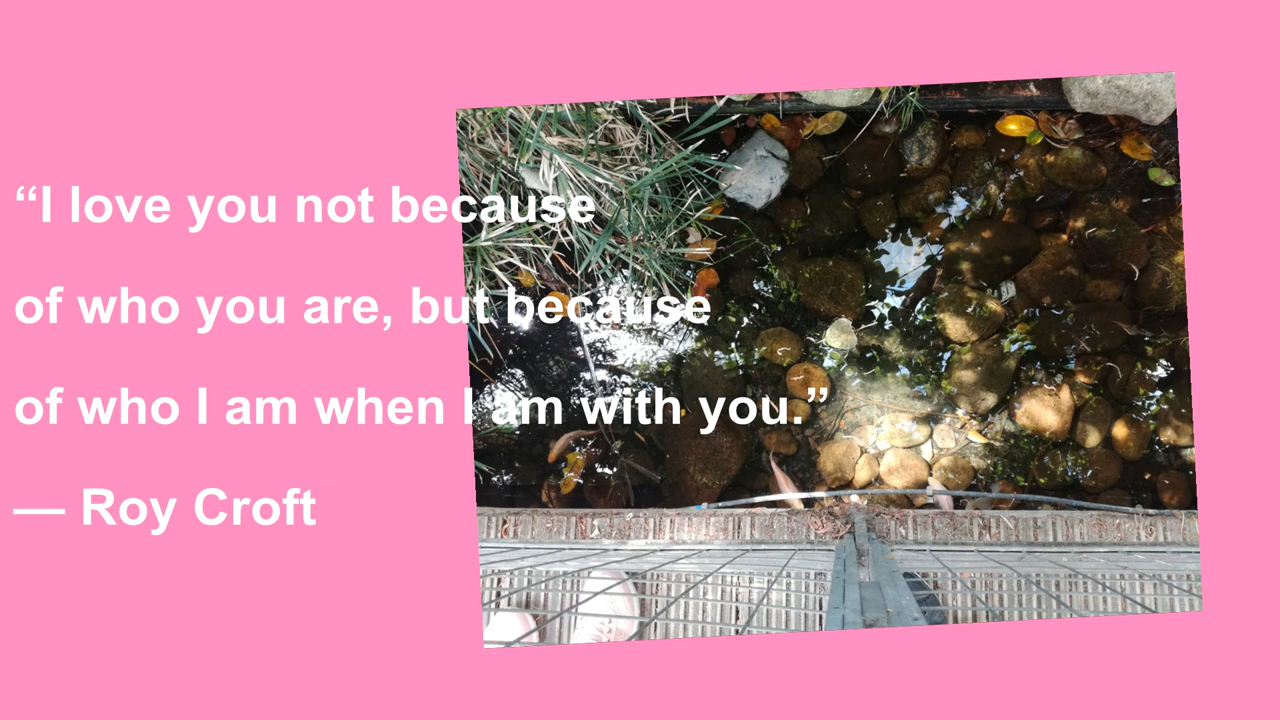 “I love you not because
of who you are, but because
of who I am when I am with you.”
— Roy Croft